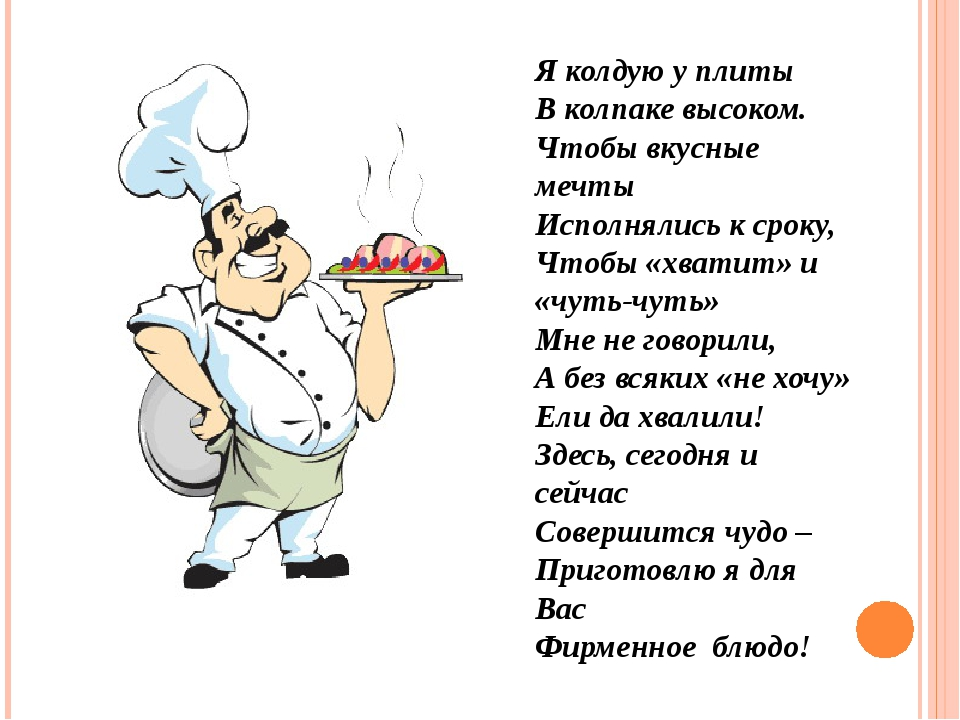 Я колдую у плиты
В колпаке высоком.
Чтобы вкусные
мечты
Исполнялись к сроку,
Чтобы «хватит» и
«чуть-чуть»
Мне не говорили,
А без всяких «не хочу»
Ели да хвалили!
Здесь, сегодня и
сейчас
Совершится чудо –
Приготовлю я для
Вас
Фирменное  блюдо!